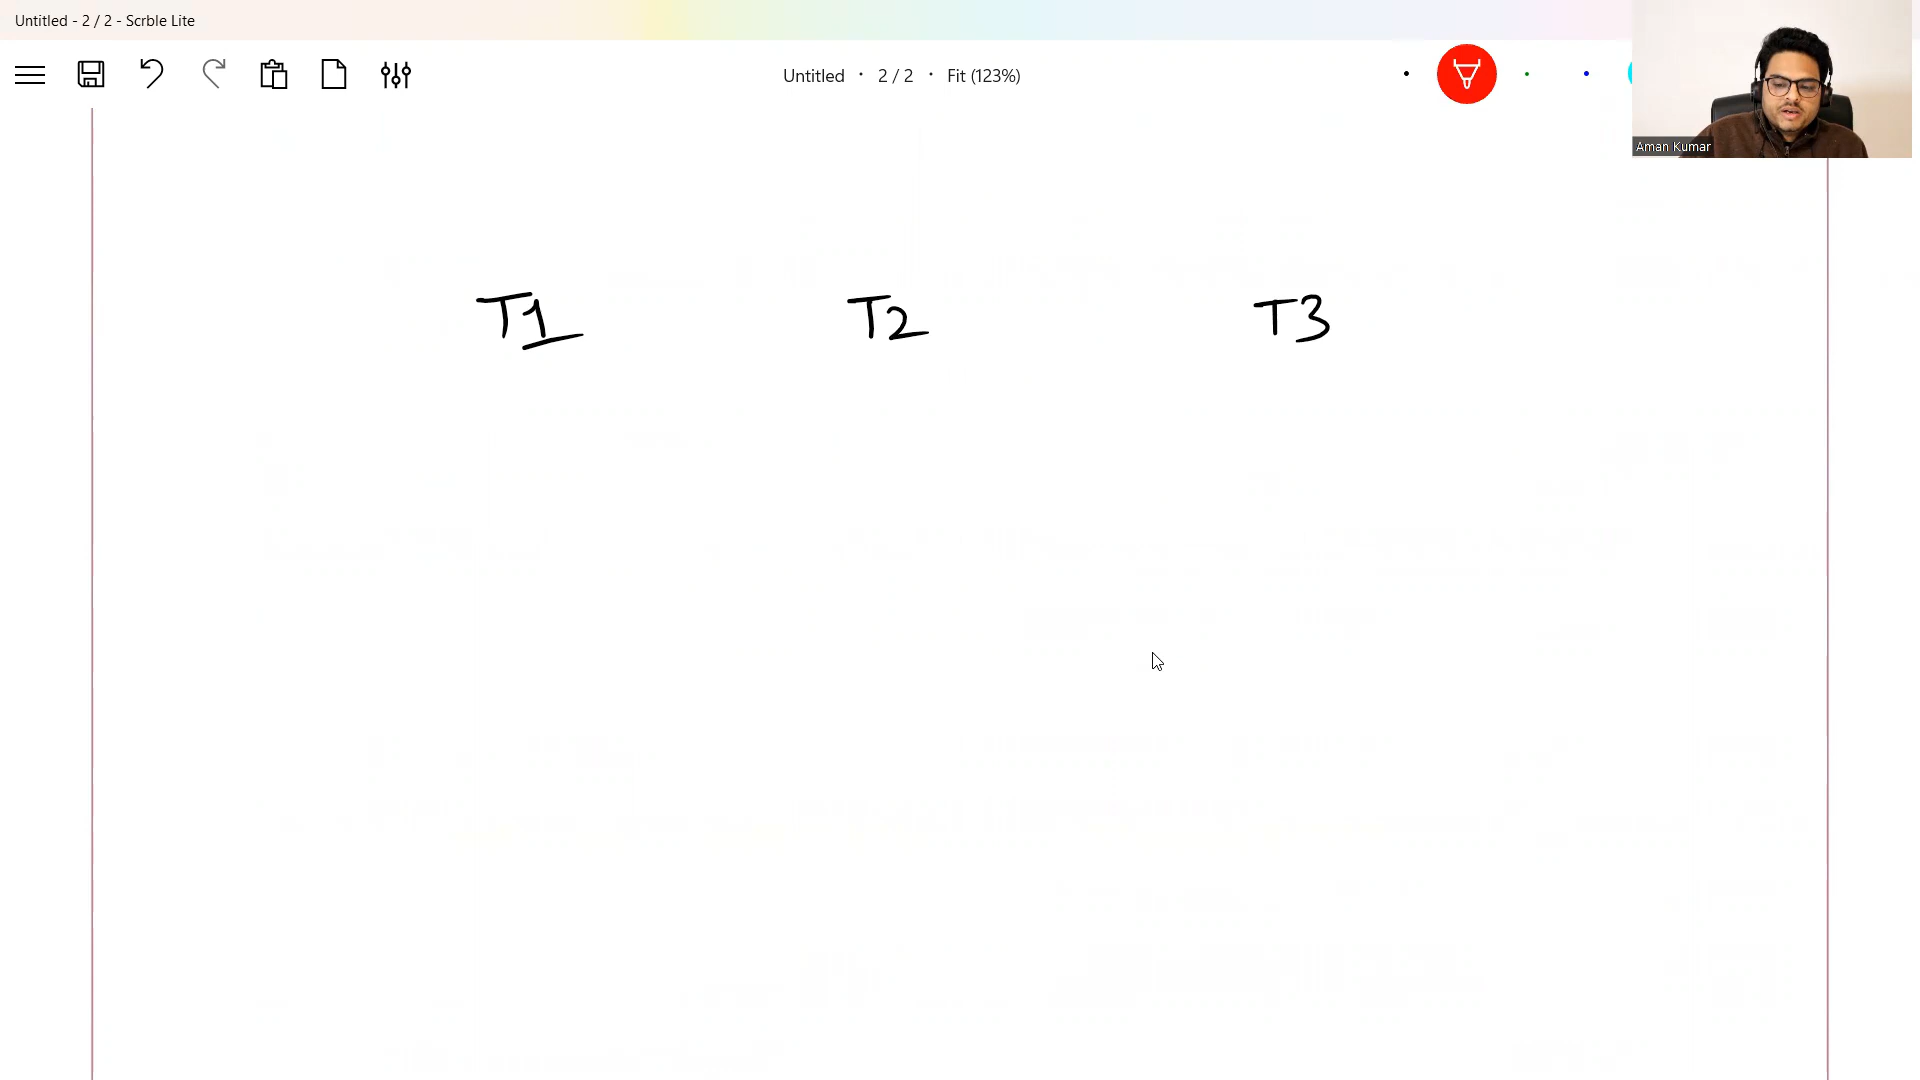 Untitled - 2 / 2 - Scrble Lite
Untitled · 2 / 2 · Fit (123%)
Aman Kumar
T1 T2 T3